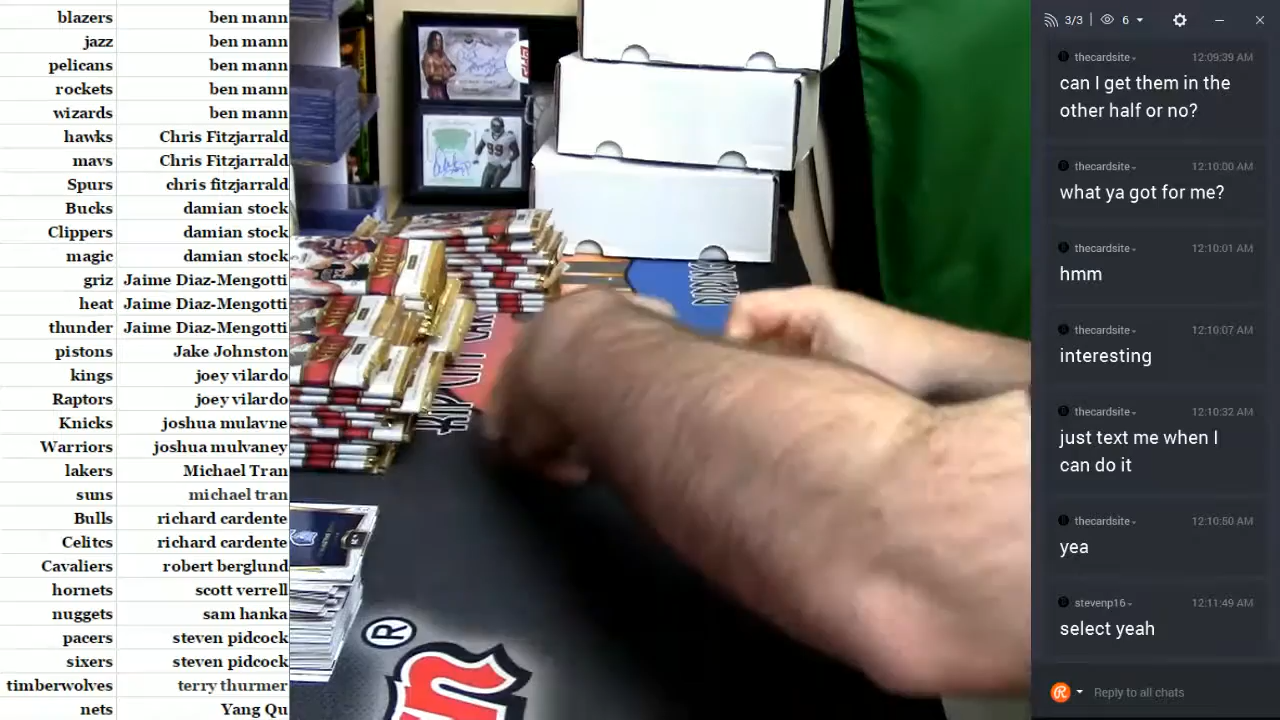 blazers ben mann
jazz ben mann
pelicans ben mann
rockets ben mann
wizards ben mann
hawks Chris Fitzjarrald
mavs Chris Fitzjarrald
Spurs chris fitzjarrald
Bucks damian stock
Clippers damian stock
magic damian stock
griz Jaime Diaz-Mengotti
heat Jaime Diaz-Mengotti
thunder Jaime Diaz-Mengotti
pistons Jake Johnston
kings joey vilardo
Raptors joey vilardo
Knicks joshua mulavne
Warriors joshua mulvaney
lakers Michael Tran
suns michael tran
Bulls richard cardente
Celitcs richard cardente
Cavaliers robert berglund
hornets scott verrell
nuggets sam hanka
pacers steven pidcock
sixers steven pidcock
timberwolves terry thurmer
nets Yang Qu
®
3/3 6
thecardsite 12:09:39 AM
can I get them in the
other half or no?
thecardsite 12:10:00 AM
what ya got for me?
thecardsite 12:10:01 AM
hmm
thecardsite 12:10:07 AM
interesting
thecardsite 12:10:32 AM
just text me when I
can do it
thecardsite 12:10:50 AM
yea
stevenp16 12:11:49 AM
select yeah
Reply to all chats